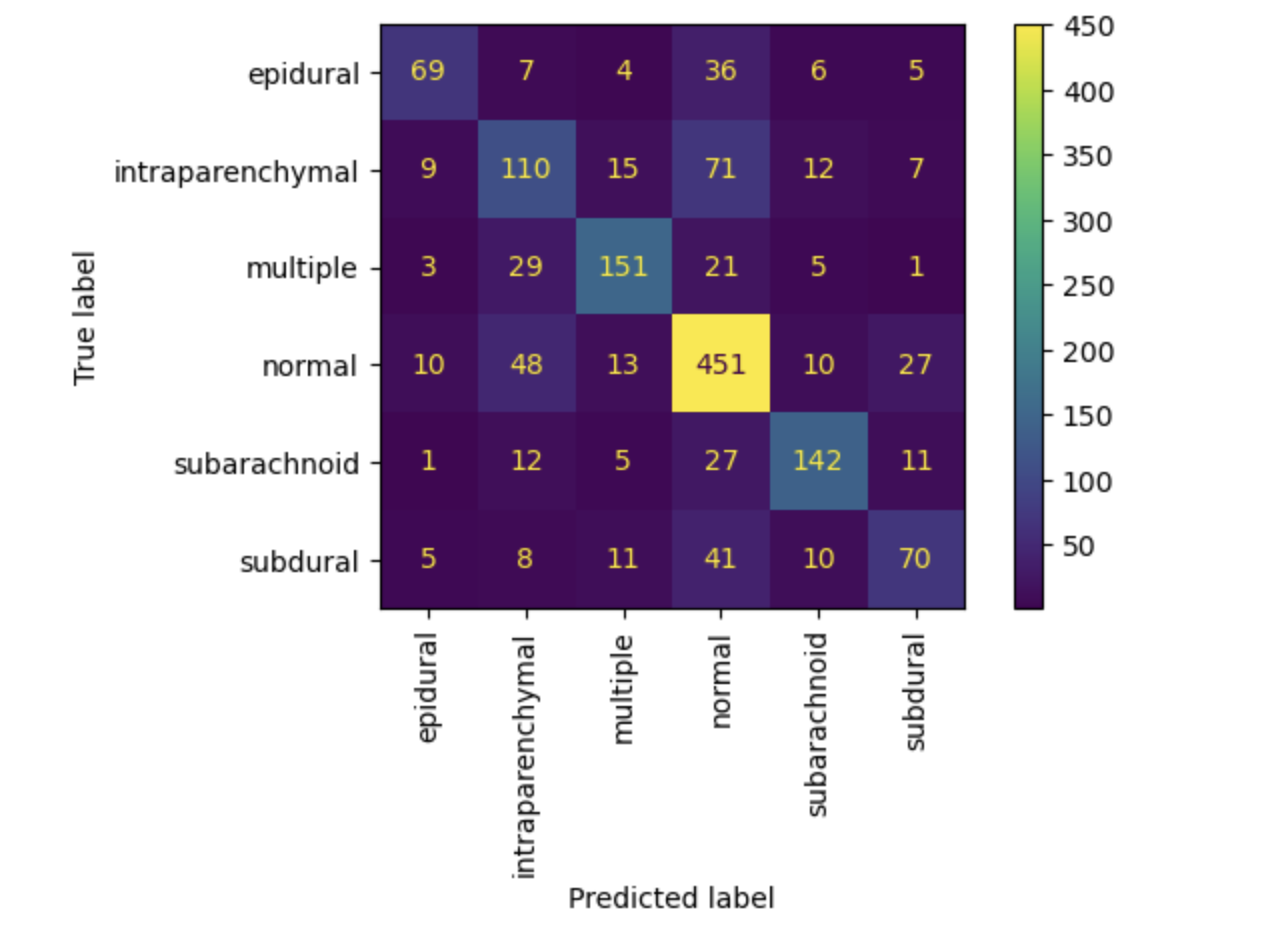 450
epidural 69 7 4 36 6 5
400
350
intraparenchymal 9 110 15 71 12 7
300
True label
multiple 3 29 151 21 5 1
250
200
normal 10 48 13 451 10 27
150
subarachnoid 1 12 5 27 142 11
100
subdural 5 8 11 41 10 70
50
epidural
intraparenchymal
multiple
normal
subarachnoid
subdural
Predicted label